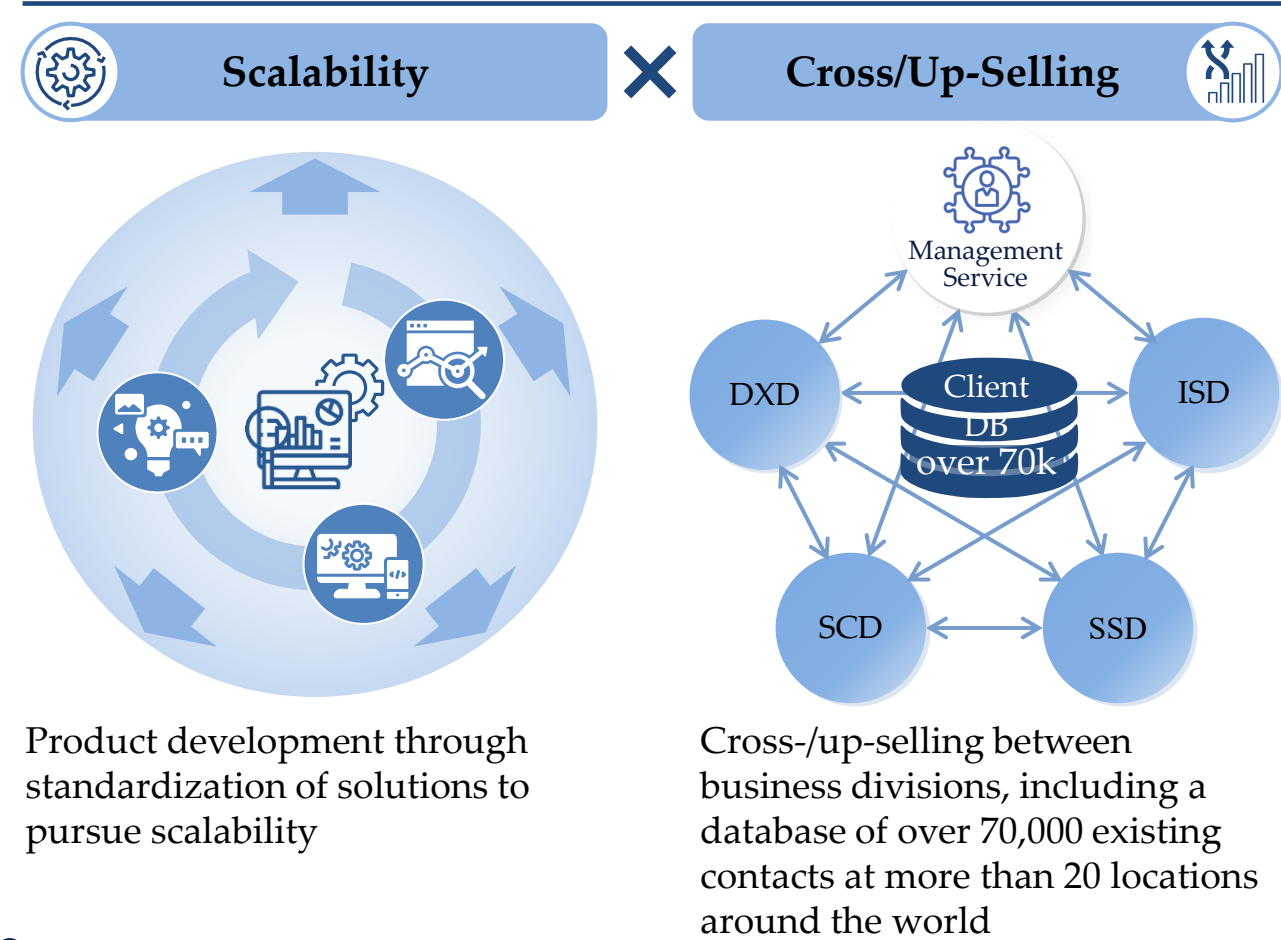 Scalability
Cross/Up-Selling
Management
Service
DXD
Client
DB
over 70k
ISD
SCD
SSD
Product development through
standardization of solutions to
pursue scalability
Cross-/up-selling between
business divisions, including a
database of over 70,000 existing
contacts at more than 20 locations
around the world